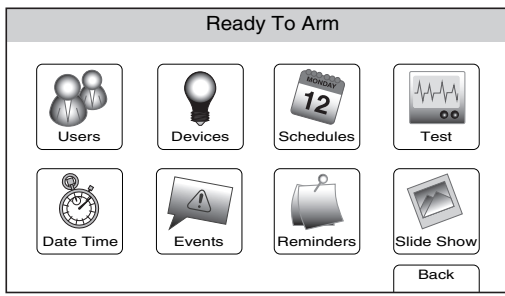 Ready To Arm
MONDAY
12
Users
Devices
Schedules
Test
Date Time
Events
Reminders
Slide Show
Back